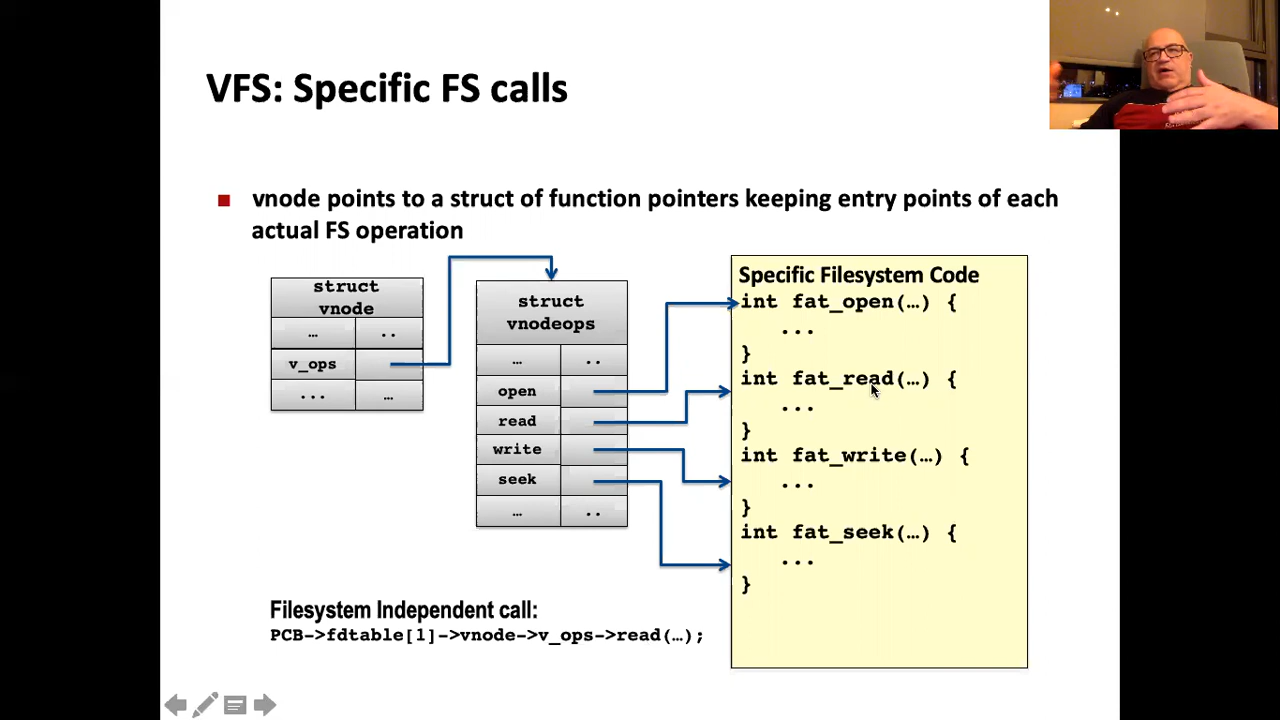 VFS: Specific FS calls
vnode points to a struct of function pointers keeping entry points of each
actual FS operation
struct
vnode
… ..
v_ops
... …
struct
vnodeops
… ..
open
read
write
seek
… ..
Specific Filesystem Code
int fat_open(…) {
...
}
int fat_read(…) {
...
}
int fat_write(…) {
...
}
int fat_seek(…) {
...
}
Filesystem Independent call:
PCB->fdtable[1]->vnode->v_ops->read(…);